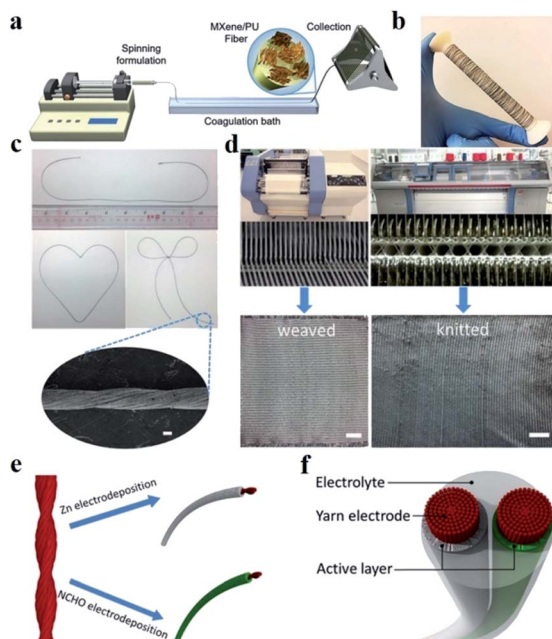 a
Spinning
formulation
MXene/PU
Fiber
Collection
Coagulation bath
b
c
d
weaved
knitted
e
Zn electrodeposition
NCHO electrodeposition
f
Electrolyte
Yarn electrode
Active layer